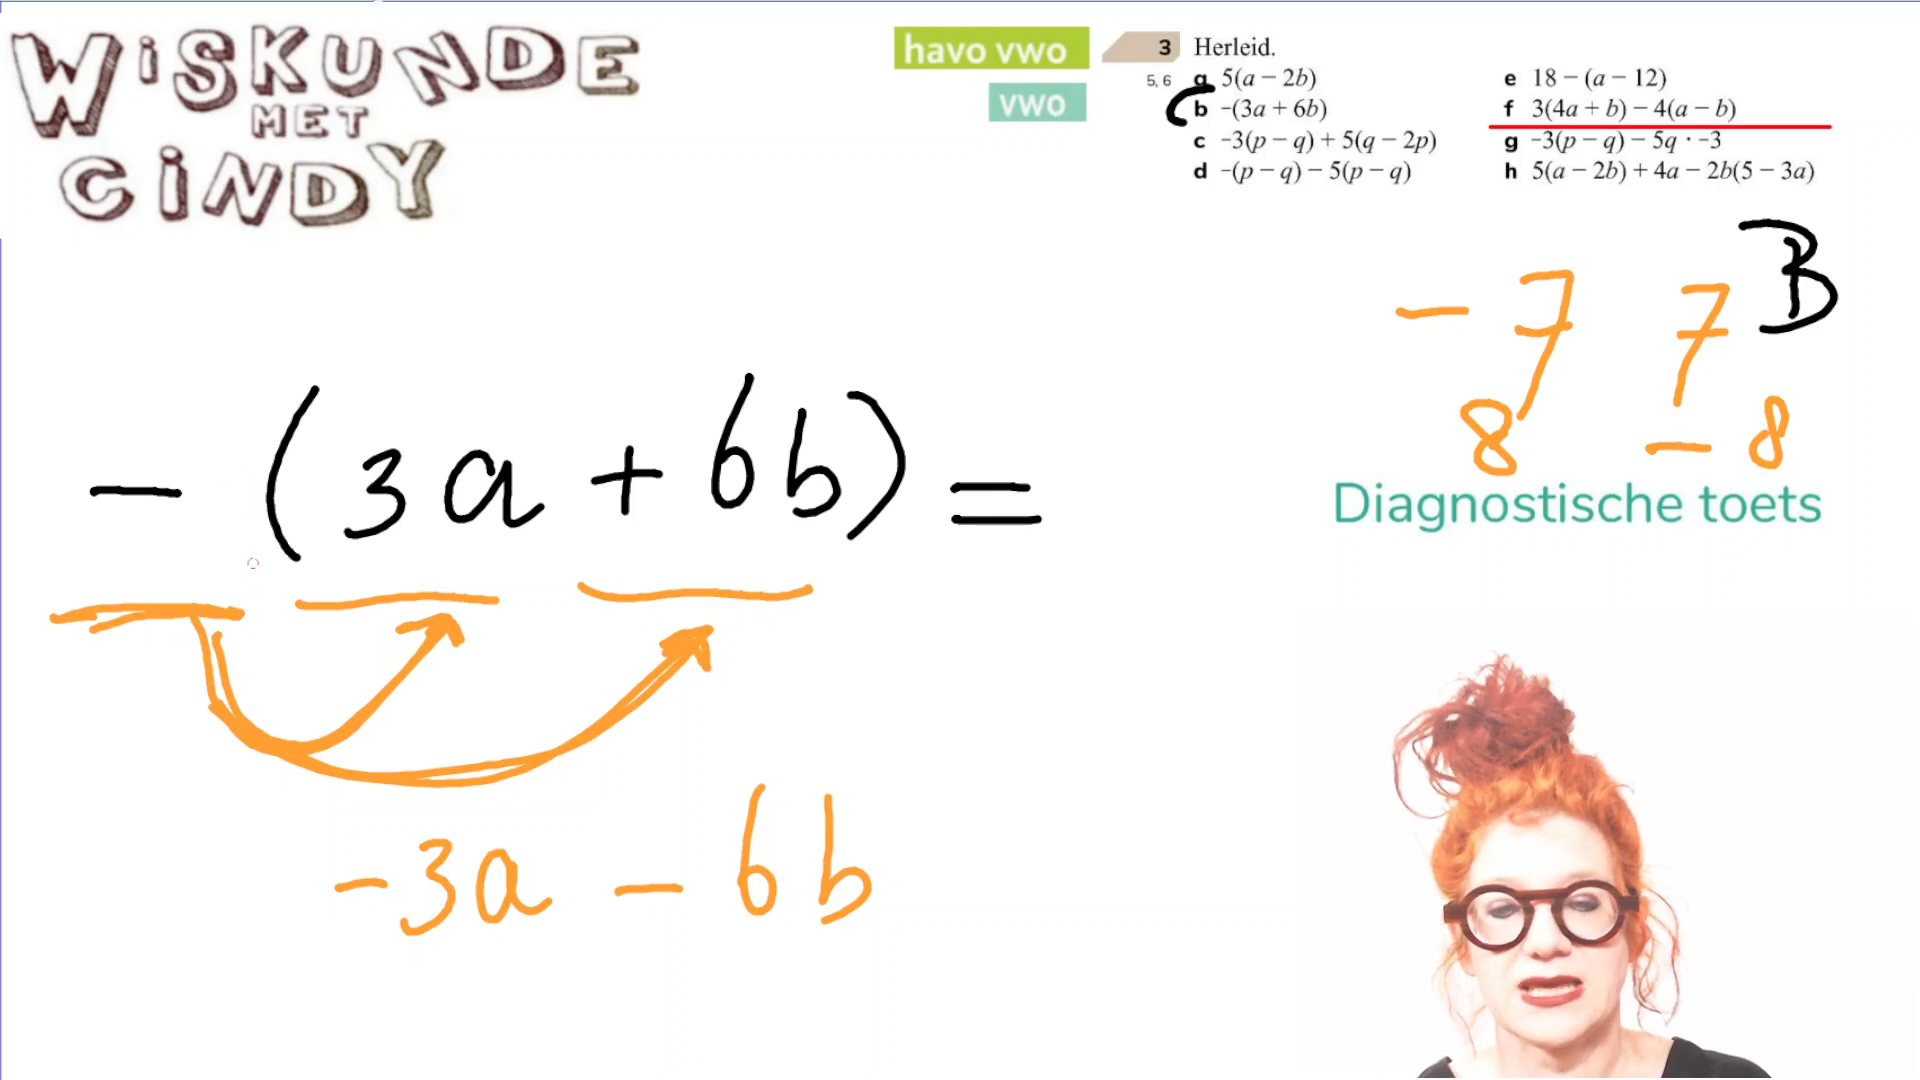 WiSKUNDE
MET
CiNDY
havo vwo
vwo
3 Herleid.
5, 6 a 5(a − 2b)
b -(3a + 6b)
c -3(p − q) + 5(q − 2p)
d -(p − q) − 5(p − q)
e 18 − (a − 12)
f 3(4a + b) − 4(a − b)
g -3(p − q) − 5q · -3
h 5(a − 2b) + 4a − 2b(5 − 3a)
B
− 7 7
8 − 8
Diagnostische toets
− (3a + 6b) =
-3a − 6b